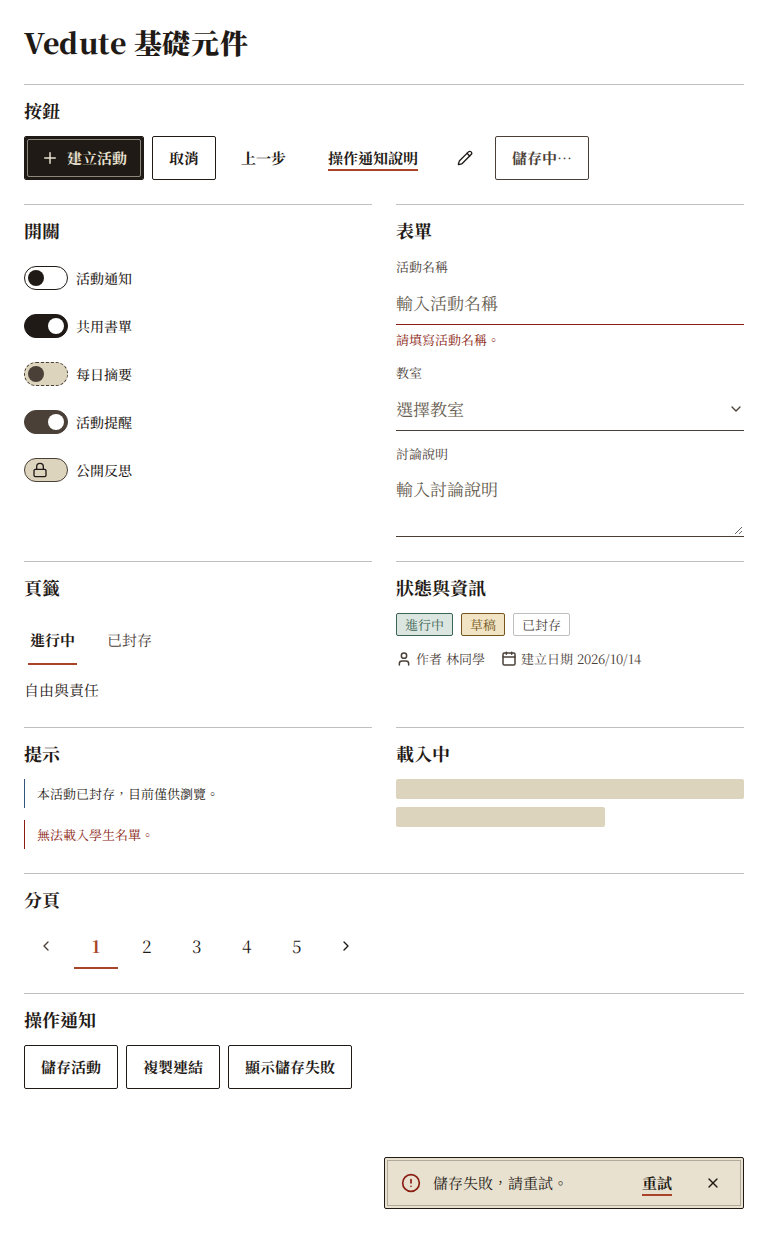 Vedute 基礎元件
按鈕
建立活動 取消 上一步 操作通知說明 儲存中…
開關
活動通知
共用書單
每日摘要
活動提醒
公開反思
表單
活動名稱
輸入活動名稱
請填寫活動名稱。
教室
選擇教室
討論說明
輸入討論說明
頁籤
進行中 已封存
自由與責任
狀態與資訊
進行中 草稿 已封存
作者 林同學 建立日期 2026/10/14
提示
本活動已封存，目前僅供瀏覽。
無法載入學生名單。
載入中
分頁
1 2 3 4 5
操作通知
儲存活動 複製連結 顯示儲存失敗
儲存失敗，請重試。 重試